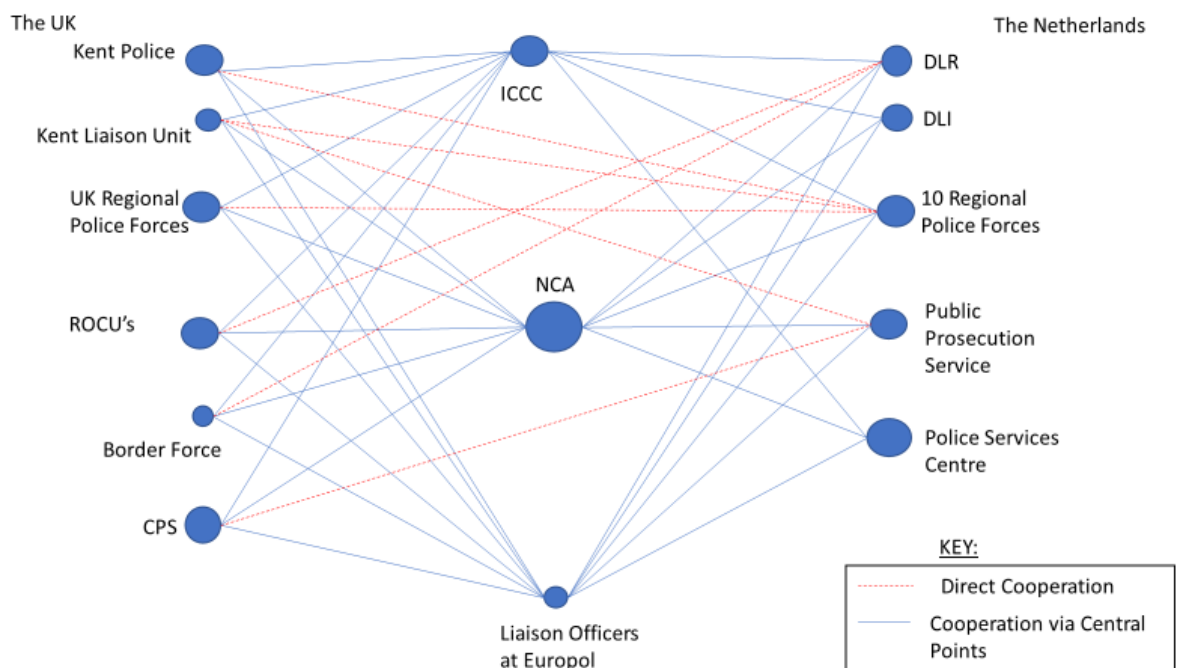 The UK
The Netherlands
Kent Police
ICCC
DLR
Kent Liaison Unit
DLI
UK Regional
Police Forces
10 Regional
Police Forces
NCA
ROCU's
Public
Prosecution
Service
Border Force
Police Services
Centre
CPS
Liaison Officers
at Europol
KEY:
Direct Cooperation
Cooperation via Central
Points